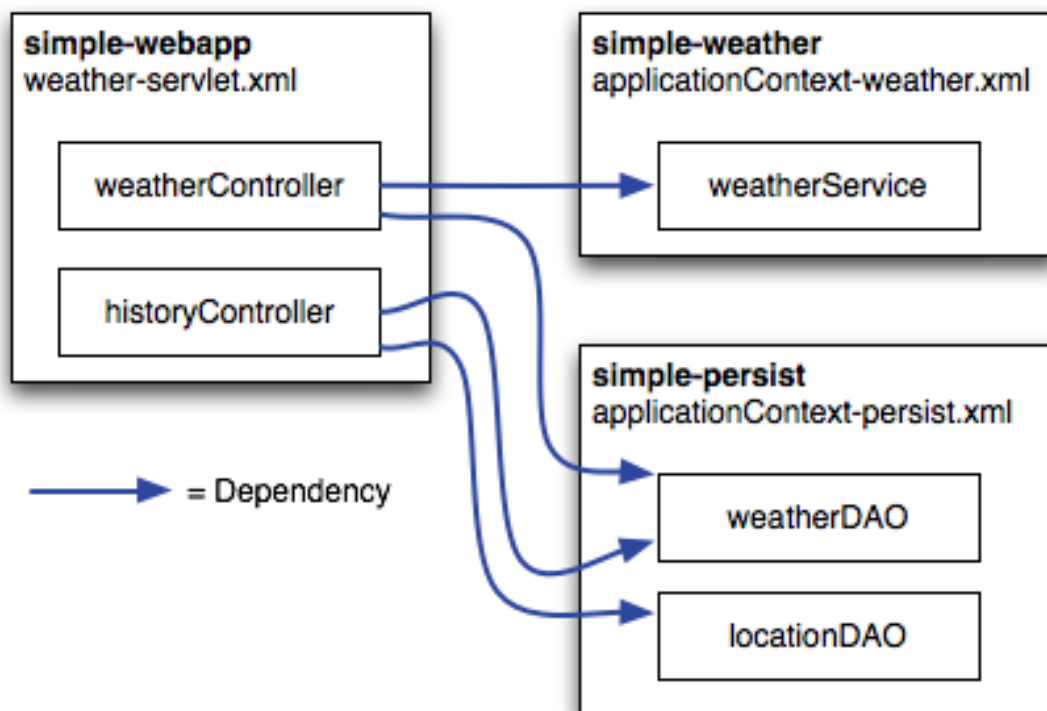 simple-webapp
weather-servlet.xml
weatherController
historyController
simple-weather
applicationContext-weather.xml
weatherService
simple-persist
applicationContext-persist.xml
weatherDAO
locationDAO
= Dependency